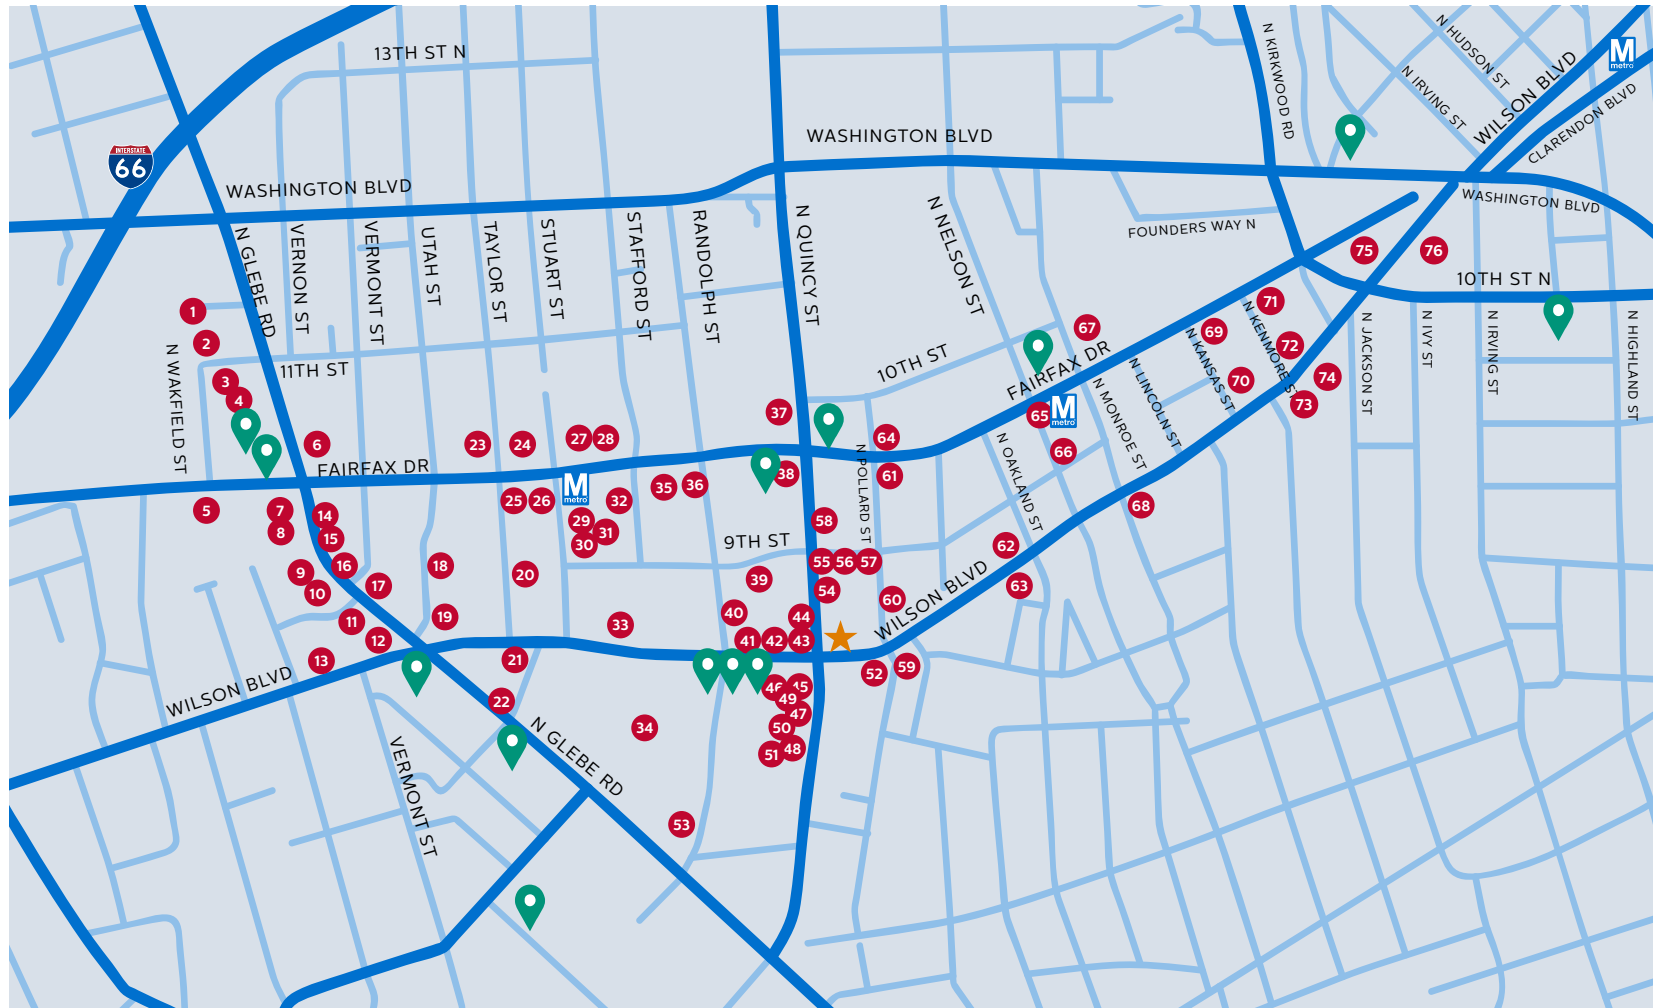 13TH ST N
N KIRKWOOD RD
N HUDSON ST
N IRVING ST
WILSON BLVD
M
metro
CLARENDON BLVD
INTERSTATE
66
WASHINGTON BLVD
WASHINGTON BLVD
WASHINGTON BLVD
N GLEBE RD
VERNON ST
VERMONT ST
UTAH ST
TAYLOR ST
STUART ST
STAFFORD ST
RANDOLPH ST
N QUINCY ST
N NELSON ST
FOUNDERS WAY N
75
76
10TH ST N
1
2
3
4
N WAKFIELD ST
11TH ST
10TH ST
67
FAIRFAX DR
65
M
metro
66
N MONROE ST
N LINCOLN ST
N KANSAS ST
69
70
71
N KENMORE ST
72
73
74
N JACKSON ST
N IVY ST
N IRVING ST
N HIGHLAND ST
6
FAIRFAX DR
23
24
27
28
37
38
64
61
N POLLARD ST
N OAKLAND ST
68
5
7
8
14
15
16
9
10
17
18
19
11
12
13
25
26
M
metro
29
30
31
32
35
36
20
9TH ST
58
55
56
57
54
39
40
41
42
43
44
33
60
62
63
WILSON BLVD
52
59
WILSON BLVD
21
22
N GLEBE RD
VERMONT ST
34
46
45
49
47
50
48
51
53